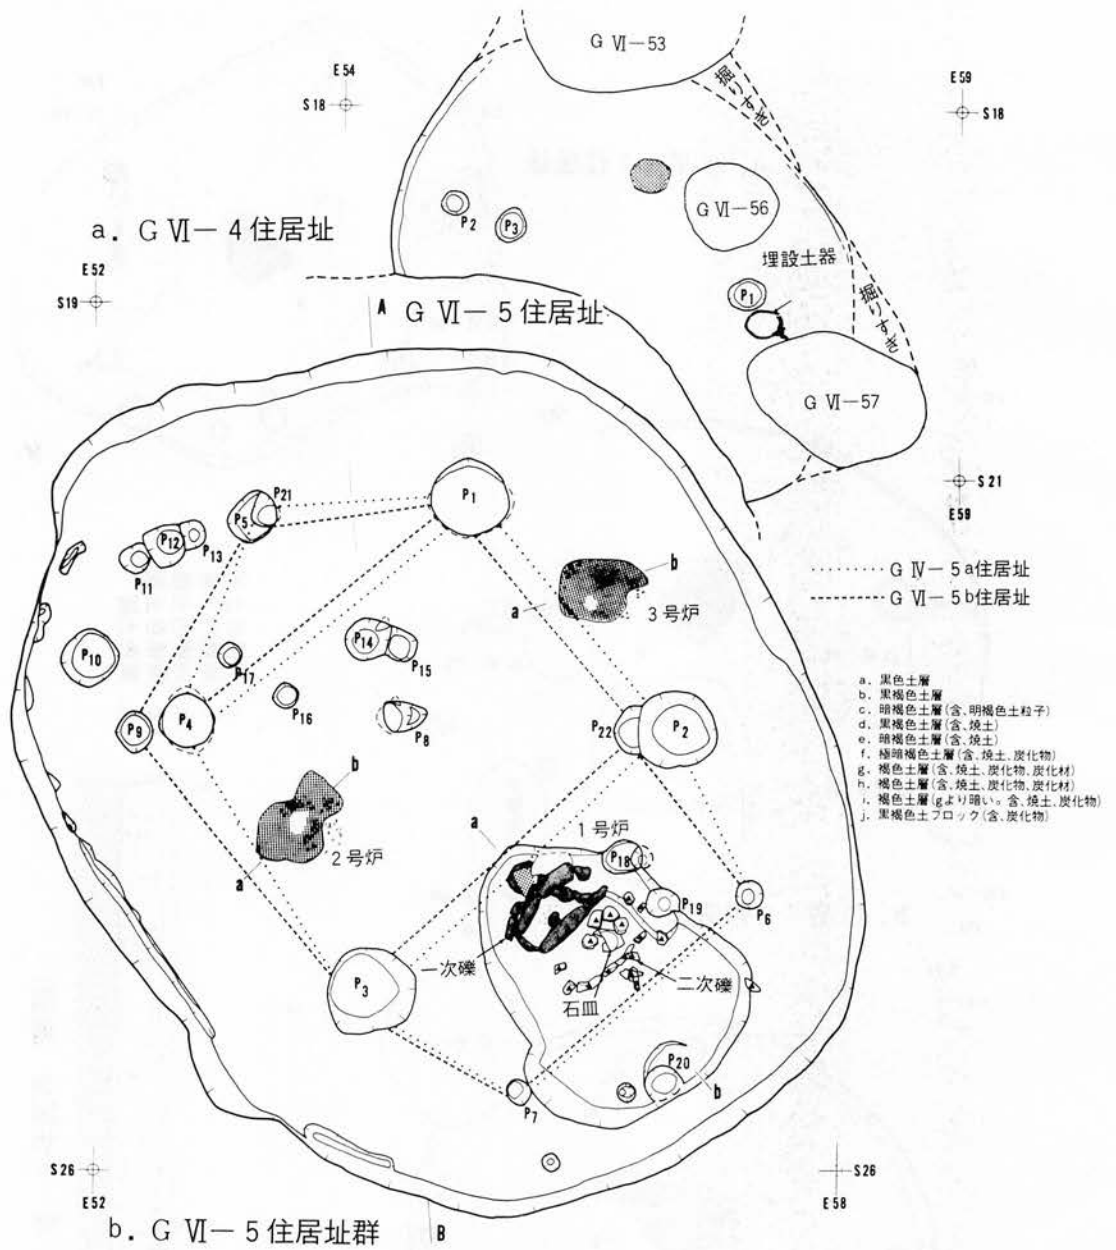 G Ⅵ－53
E 54
S 18
E 59
S 18
掘りすぎ
G Ⅵ－56
P2
P3
a. G Ⅵ－4 住居址
埋設土器
P1
掘りすぎ
E 52
S19
A
G Ⅵ－5 住居址
G Ⅵ－57
S 21
E59
P1
P21
P5
P12
P13
P11
b
a
3号炉
G Ⅳ－5 a住居址
G Ⅵ－5 b住居址
P10
P14
P15
P17
P16
P9
P4
P8
P22
P2
a. 黒色土層
b. 黒褐色土層
c. 暗褐色土層(含、明褐色土粒子)
d. 黒褐色土層(含、焼土)
e. 暗褐色土層(含、焼土)
f. 極暗褐色土層(含、焼土、炭化物)
g. 褐色土層(含、焼土、炭化物、炭化材)
h. 褐色土層(含、焼土、炭化物、炭化材)
i. 褐色土層(gより暗い。含、焼土、炭化物)
j. 黒褐色土ブロック(含、炭化物)
b
2号炉
a
a
1号炉
P18
P19
P6
一次礫
二次礫
石皿
P3
P20
b
P7
S26
E52
S26
E58
b. G Ⅵ－5 住居址群
B